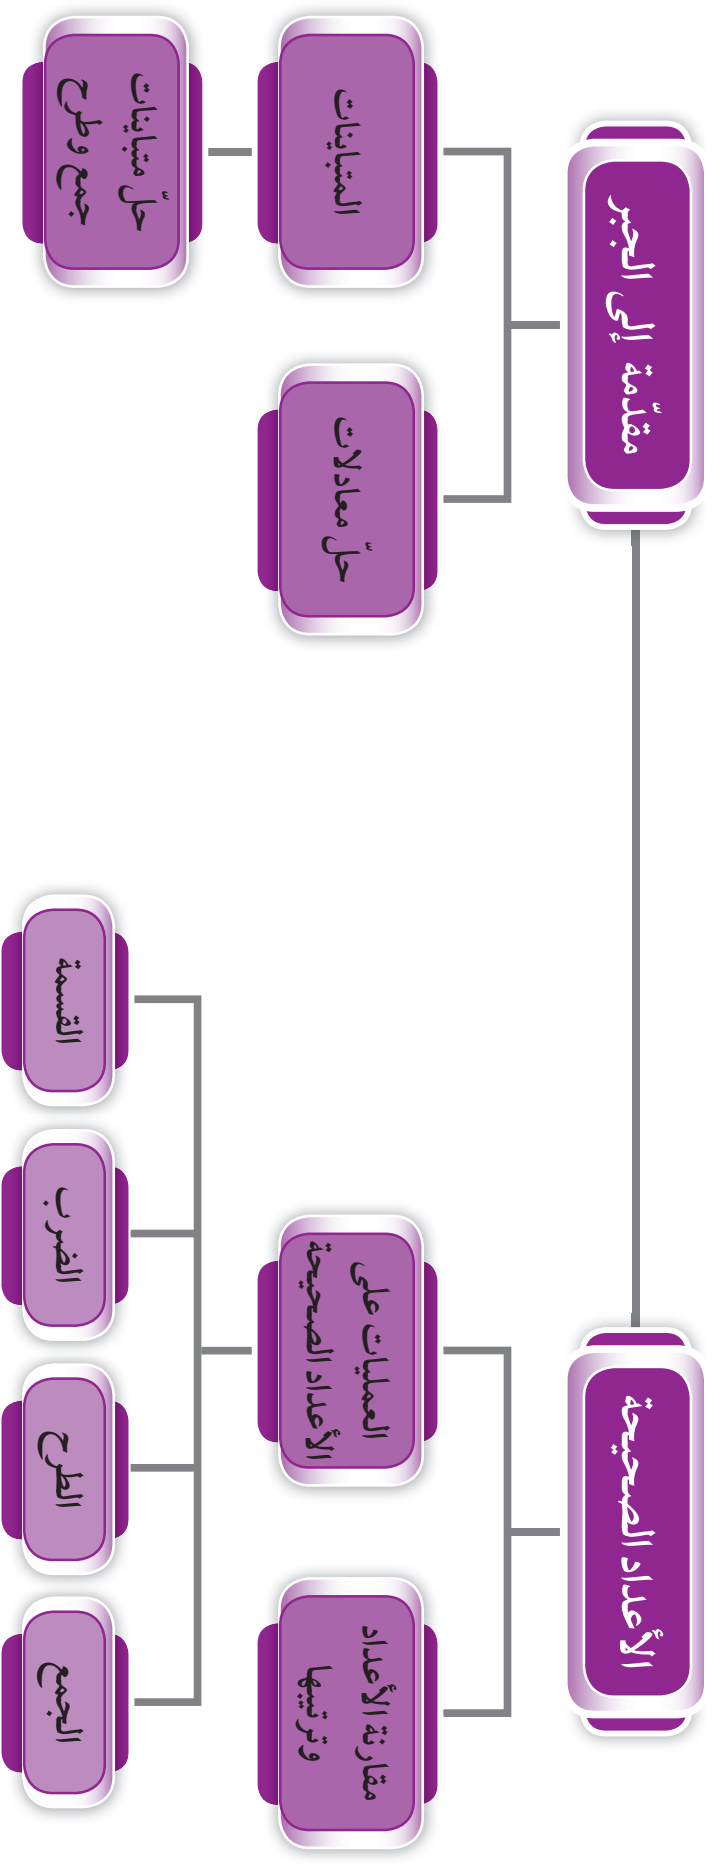 الأعداد الصحيحة
مقدّمة إلى الجبر
مقارنة الأعداد
وترتيبها
العمليات على
الأعداد الصحيحة
حلّ معادلات
المتباينات
الجمع
الطرح
الضرب
القسمة
حلّ متباينات
جمع وطرح